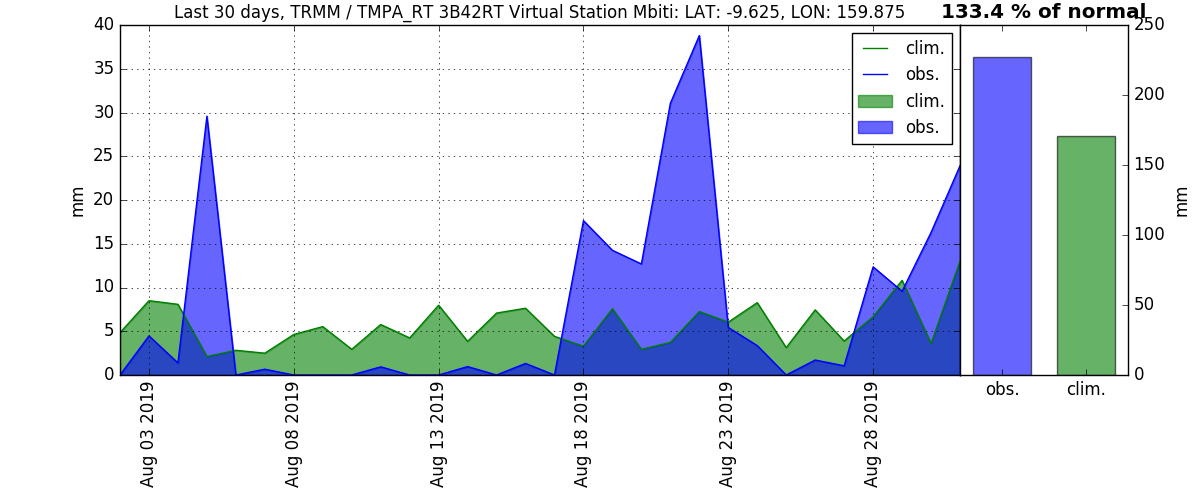 Last 30 days, TRMM / TMPA_RT 3B42RT Virtual Station Mbiti: LAT: -9.625, LON: 159.875
133.4 % of normal
mm
40
35
30
25
20
15
10
5
0
clim.
obs.
clim.
obs.
250
200
150
100
50
0
mm
Aug 03 2019
Aug 08 2019
Aug 13 2019
Aug 18 2019
Aug 23 2019
Aug 28 2019
obs.
clim.